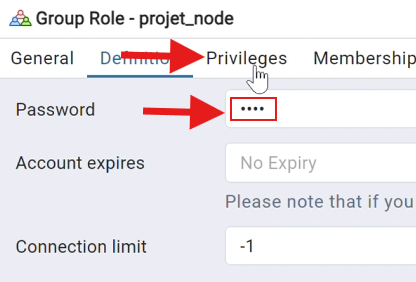 Group Role - projet_node
General Definition Privileges Membership
Password ••••
Account expires No Expiry
Please note that if you
Connection limit -1